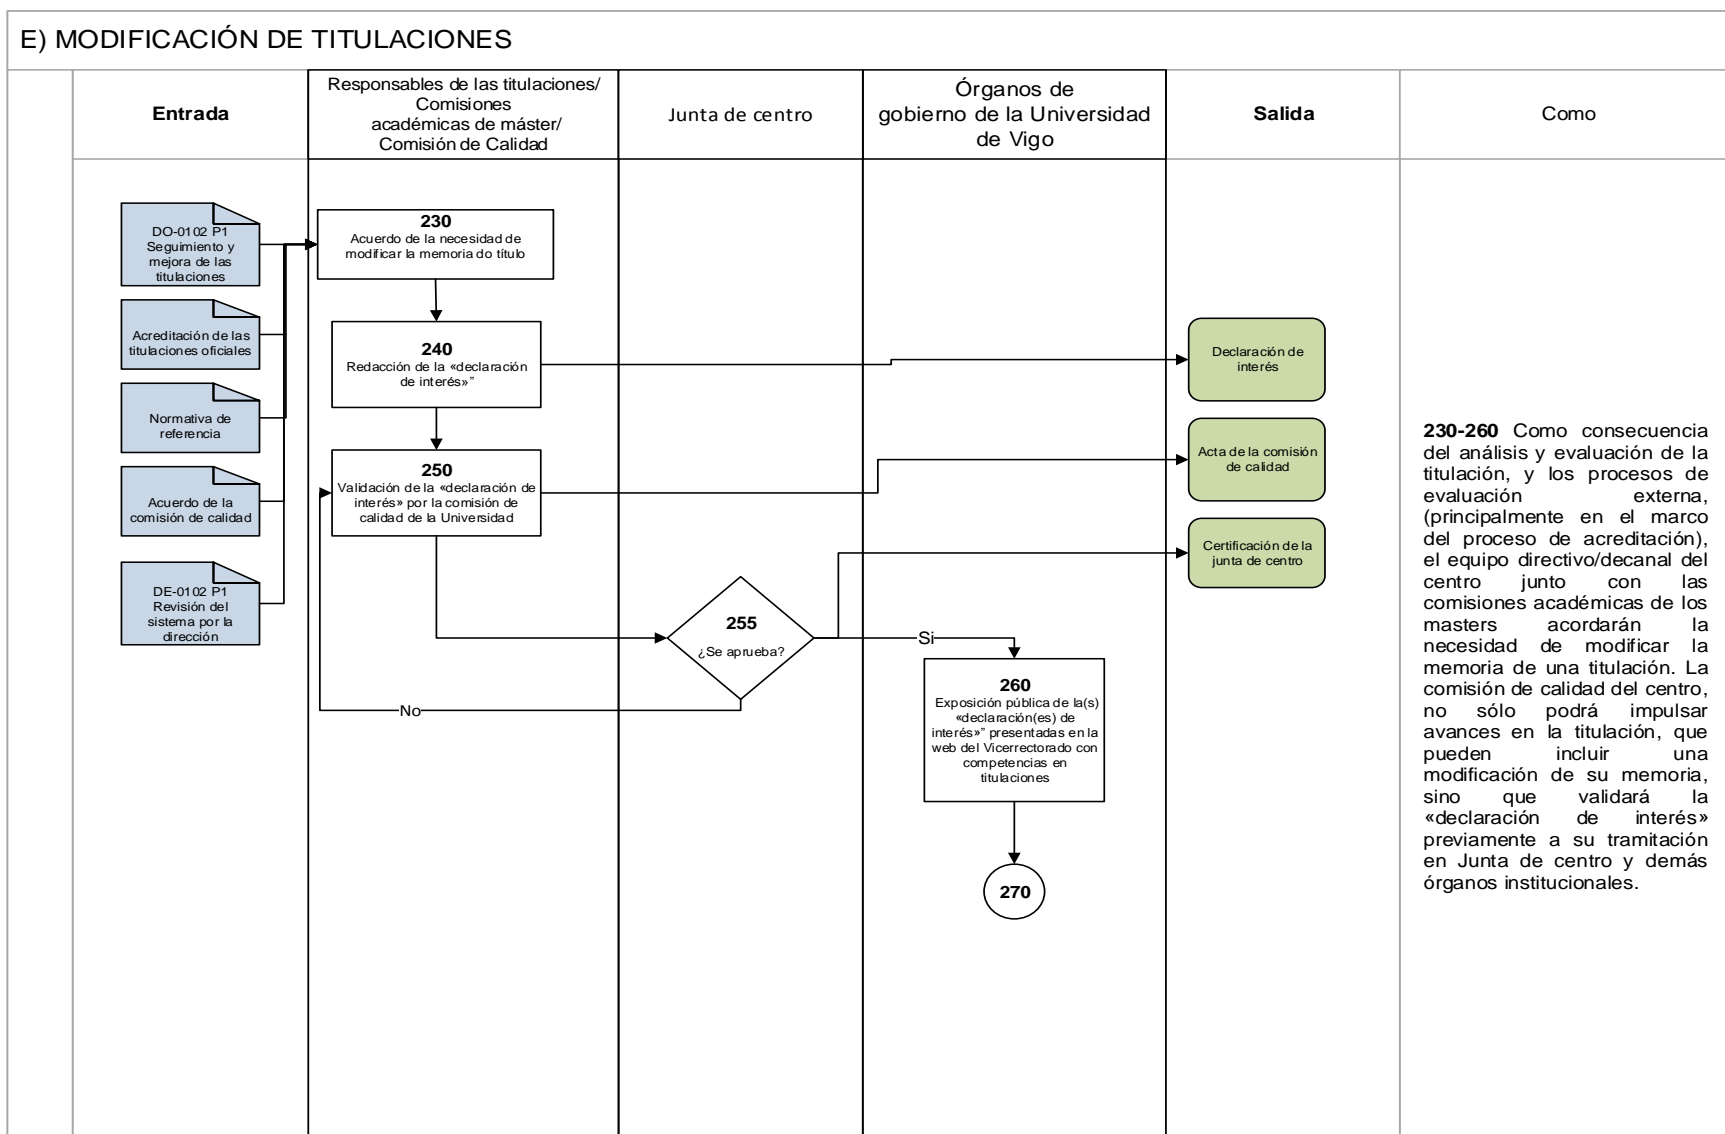 E) MODIFICACIÓN DE TITULACIONES
Entrada
Responsables de las titulaciones/
Comisiones
académicas de máster/
Comisión de Calidad
Junta de centro
Órganos de
gobierno de la Universidad
de Vigo
Salida
Como
DO-0102 P1
Seguimiento y
mejora de las
titulaciones
Acreditación de las
titulaciones oficiales
Normativa de
referencia
Acuerdo de la
comisión de calidad
DE-0102 P1
Revisión del
sistema por la
dirección
230
Acuerdo de la necesidad de
modificar la memoria do título
240
Redacción de la «declaración
de interés»”
250
Validación de la «declaración de
interés» por la comisión de
calidad de la Universidad
255
¿Se aprueba?
No
Si
260
Exposición pública de la(s)
«declaración(es) de
interés»” presentadas en la
web del Vicerrectorado con
competencias en
titulaciones
270
Declaración de
interés
Acta de la comisión
de calidad
Certificación de la
junta de centro
230-260 Como consecuencia
del análisis y evaluación de la
titulación, y los procesos de
evaluación externa,
(principalmente en el marco
del proceso de acreditación),
el equipo directivo/decanal del
centro junto con las
comisiones académicas de los
masters acordarán la
necesidad de modificar la
memoria de una titulación. La
comisión de calidad del centro,
no sólo podrá impulsar
avances en la titulación, que
pueden incluir una
modificación de su memoria,
sino que validará la
«declaración de interés»
previamente a su tramitación
en Junta de centro y demás
órganos institucionales.